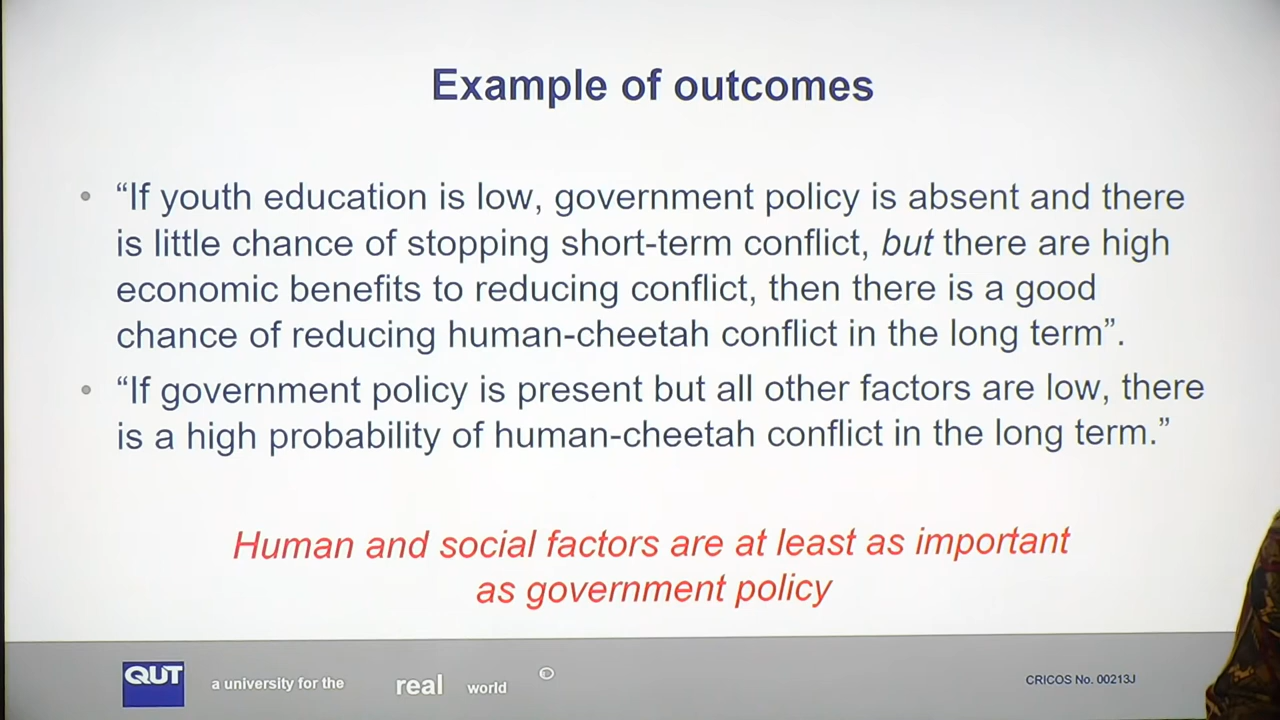 Example of outcomes
• “If youth education is low, government policy is absent and there
is little chance of stopping short-term conflict, but there are high
economic benefits to reducing conflict, then there is a good
chance of reducing human-cheetah conflict in the long term”.
• “If government policy is present but all other factors are low, there
is a high probability of human-cheetah conflict in the long term.”
Human and social factors are at least as important
as government policy
QUT a university for the real world
CRICOS No. 00213J